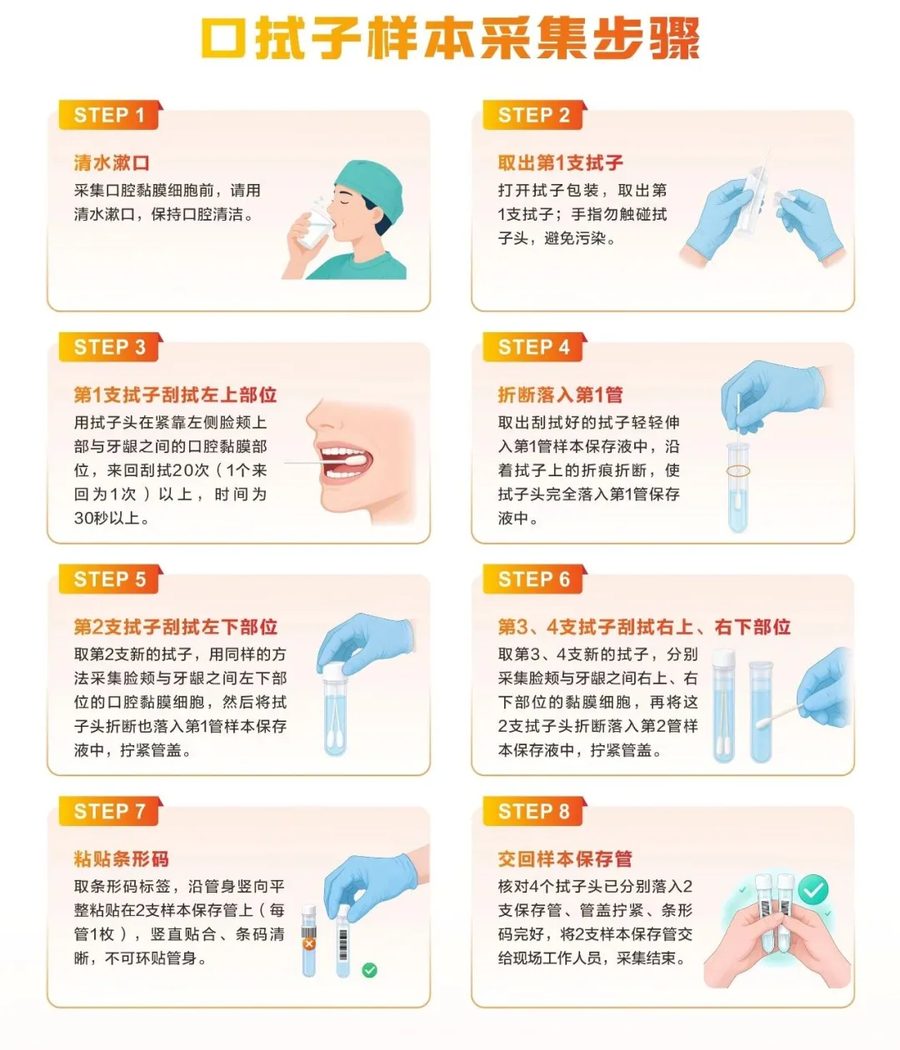 口拭子样本采集步骤
STEP 1
清水漱口
采集口腔黏膜细胞前，请用
清水漱口，保持口腔清洁。
STEP 2
取出第1支拭子
打开拭子包装，取出第
1支拭子；手指勿触碰拭
子头，避免污染。
STEP 3
第1支拭子刮拭左上部位
用拭子头在紧靠左侧脸颊上
部与牙龈之间的口腔黏膜部
位，来回刮拭20次（1个来
回为1次）以上，时间为
30秒以上。
STEP 4
折断落入第1管
取出刮拭好的拭子轻轻伸
入第1管样本保存液中，沿
着拭子上的折痕折断，使
拭子头完全落入第1管保存
液中。
STEP 5
第2支拭子刮拭左下部位
取第2支新的拭子，用同样的方
法采集脸颊与牙龈之间左下部
位的口腔黏膜细胞，然后将拭
子头折断也落入第1管样本保存
液中，拧紧管盖。
STEP 6
第3、4支拭子刮拭右上、右下部位
取第3、4支新的拭子，分别
采集脸颊与牙龈之间右上、右
下部位的黏膜细胞，再将这
2支拭子头折断落入第2管样
本保存液中，拧紧管盖。
STEP 7
粘贴条形码
取条形码标签，沿管身竖向平
整粘贴在2支样本保存管上（每
管1枚），竖直贴合、条码清
晰，不可环贴管身。
STEP 8
交回样本保存管
核对4个拭子头已分别落入2
支保存管、管盖拧紧、条形
码完好，将2支样本保存管交
给现场工作人员，采集结束。